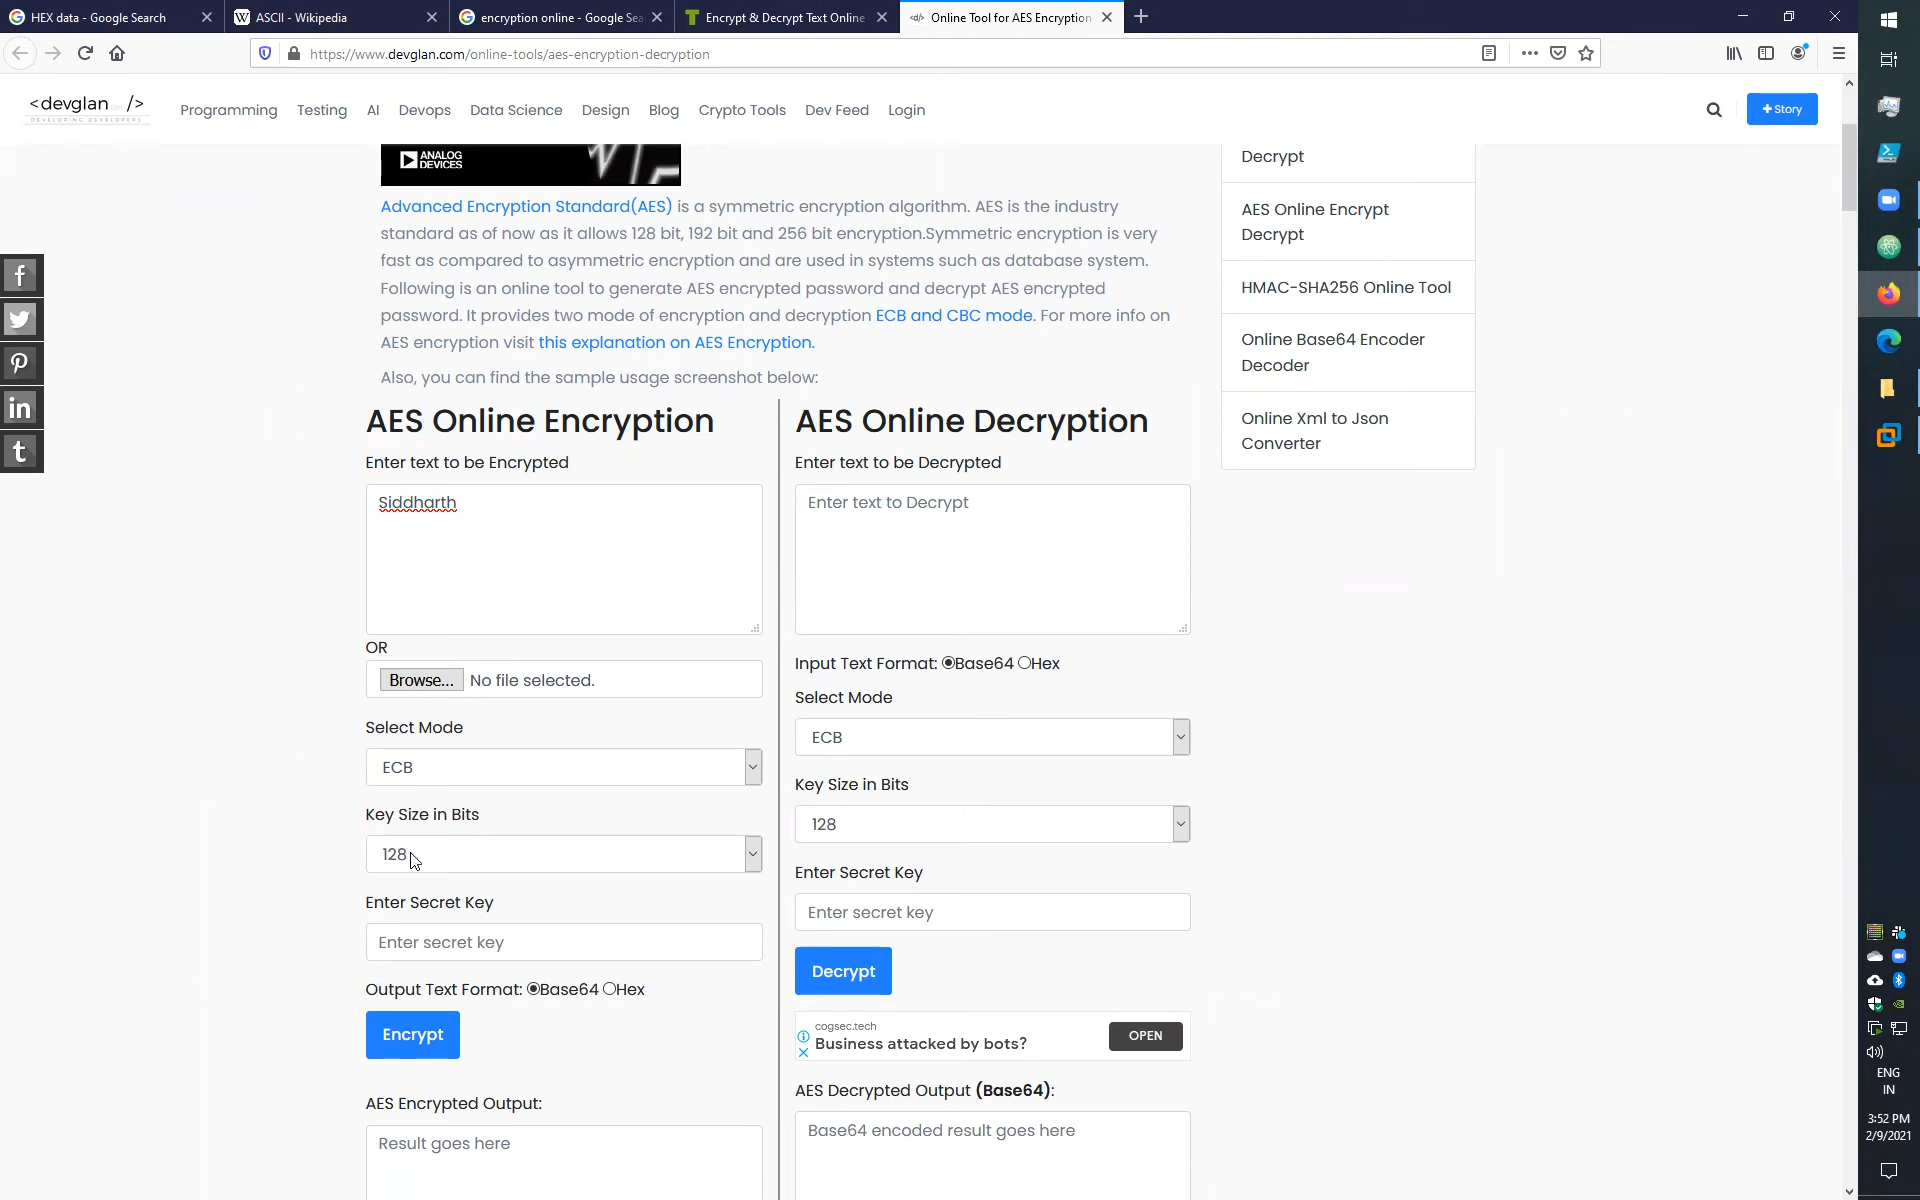 HEX data - Google Search
ASCII - Wikipedia
encryption online - Google Sea
Encrypt & Decrypt Text Online
Online Tool for AES Encryption
https://www.devglan.com/online-tools/aes-encryption-decryption
<devglan />
DEVELOPING DEVELOPERS
Programming
Testing
AI
Devops
Data Science
Design
Blog
Crypto Tools
Dev Feed
Login
+ Story
ANALOG
DEVICES
Advanced Encryption Standard(AES) is a symmetric encryption algorithm. AES is the industry
standard as of now as it allows 128 bit, 192 bit and 256 bit encryption.Symmetric encryption is very
fast as compared to asymmetric encryption and are used in systems such as database system.
Following is an online tool to generate AES encrypted password and decrypt AES encrypted
password. It provides two mode of encryption and decryption ECB and CBC mode. For more info on
AES encryption visit this explanation on AES Encryption.
Also, you can find the sample usage screenshot below:
AES Online Encryption
Enter text to be Encrypted
Siddharth
OR
Browse... No file selected.
Select Mode
ECB
Key Size in Bits
128
Enter Secret Key
Enter secret key
Output Text Format: Base64 Hex
Encrypt
AES Encrypted Output:
Result goes here
AES Online Decryption
Enter text to be Decrypted
Enter text to Decrypt
Input Text Format: Base64 Hex
Select Mode
ECB
Key Size in Bits
128
Enter Secret Key
Enter secret key
Decrypt
cogsec.tech
Business attacked by bots?
OPEN
AES Decrypted Output (Base64):
Base64 encoded result goes here
Decrypt
AES Online Encrypt
Decrypt
HMAC-SHA256 Online Tool
Online Base64 Encoder
Decoder
Online Xml to Json
Converter
ENG
IN
3:52 PM
2/9/2021